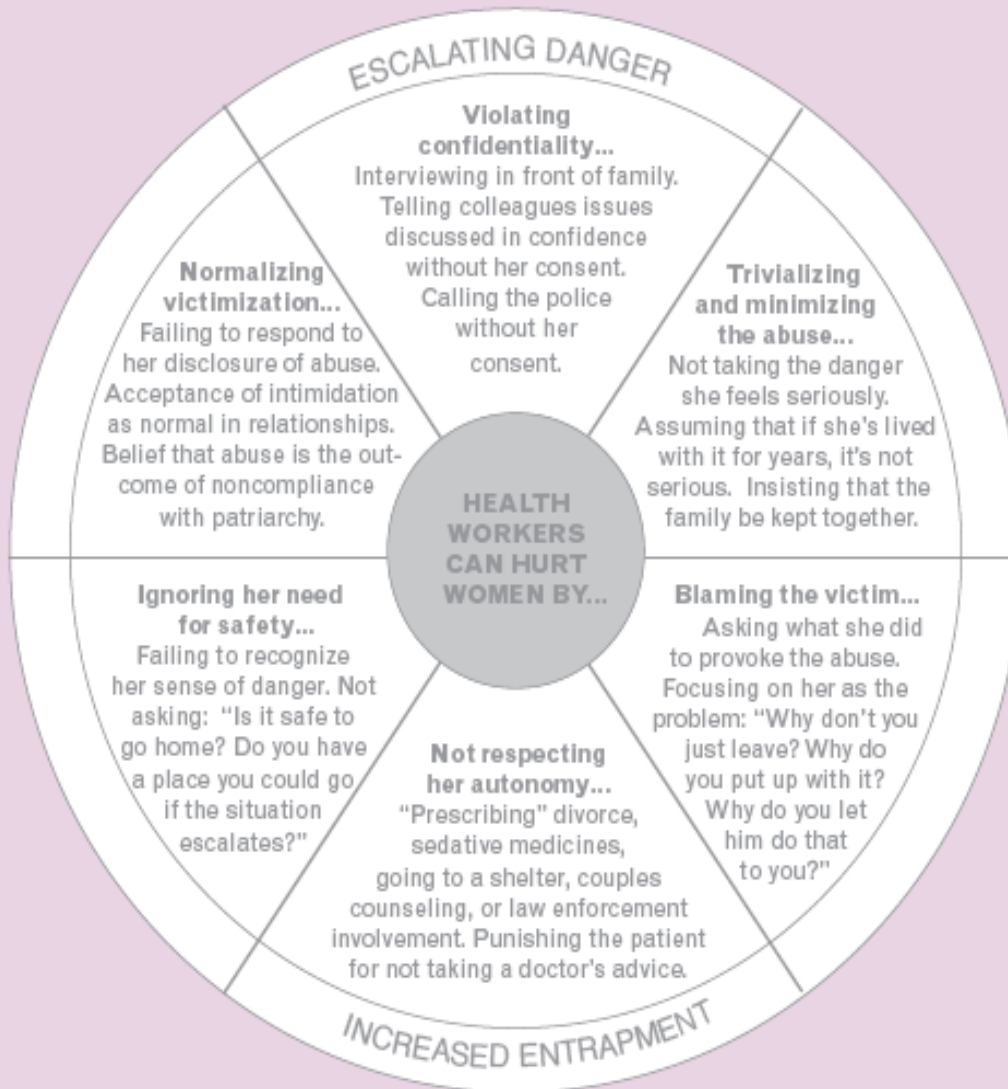 ESCALATING DANGER
Violating
confidentiality...
Interviewing in front of family.
Telling colleagues issues
discussed in confidence
without her consent.
Calling the police
without her
consent.
Trivializing
and minimizing
the abuse...
Not taking the danger
she feels seriously.
Assuming that if she's lived
with it for years, it's not
serious. Insisting that the
family be kept together.
Blaming the victim...
Asking what she did
to provoke the abuse.
Focusing on her as the
problem: “Why don't you
just leave? Why do
you put up with it?
Why do you let
him do that
to you?”
Not respecting
her autonomy...
“Prescribing” divorce,
sedative medicines,
going to a shelter, couples
counseling, or law enforcement
involvement. Punishing the patient
for not taking a doctor's advice.
Ignoring her need
for safety...
Failing to recognize
her sense of danger. Not
asking: “Is it safe to
go home? Do you have
a place you could go
if the situation
escalates?”
Normalizing
victimization...
Failing to respond to
her disclosure of abuse.
Acceptance of intimidation
as normal in relationships.
Belief that abuse is the out-
come of noncompliance
with patriarchy.
HEALTH
WORKERS
CAN HURT
WOMEN BY...
INCREASED ENTRAPMENT